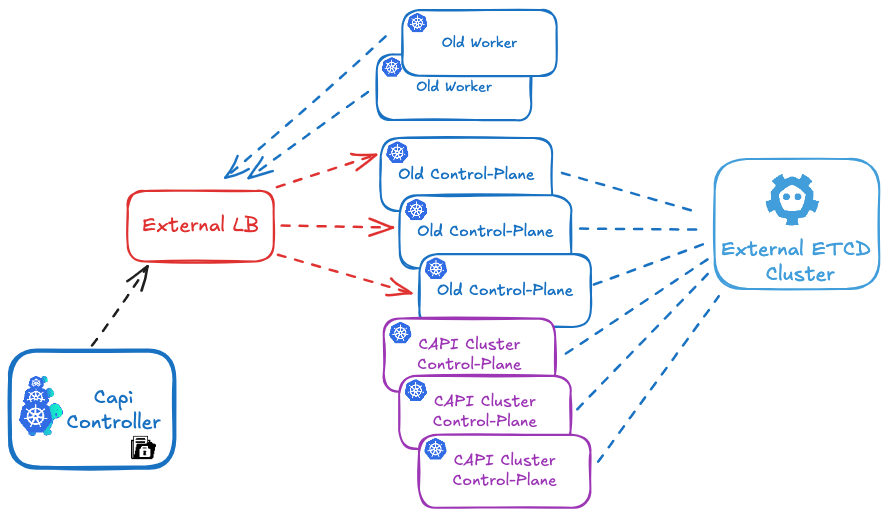 Old Worker
Old Worker
Old Control-Plane
Old Control-Plane
Old Control-Plane
External LB
External ETCD
Cluster
CAPI Cluster
Control-Plane
CAPI Cluster
Control-Plane
CAPI Cluster
Control-Plane
Capi
Controller